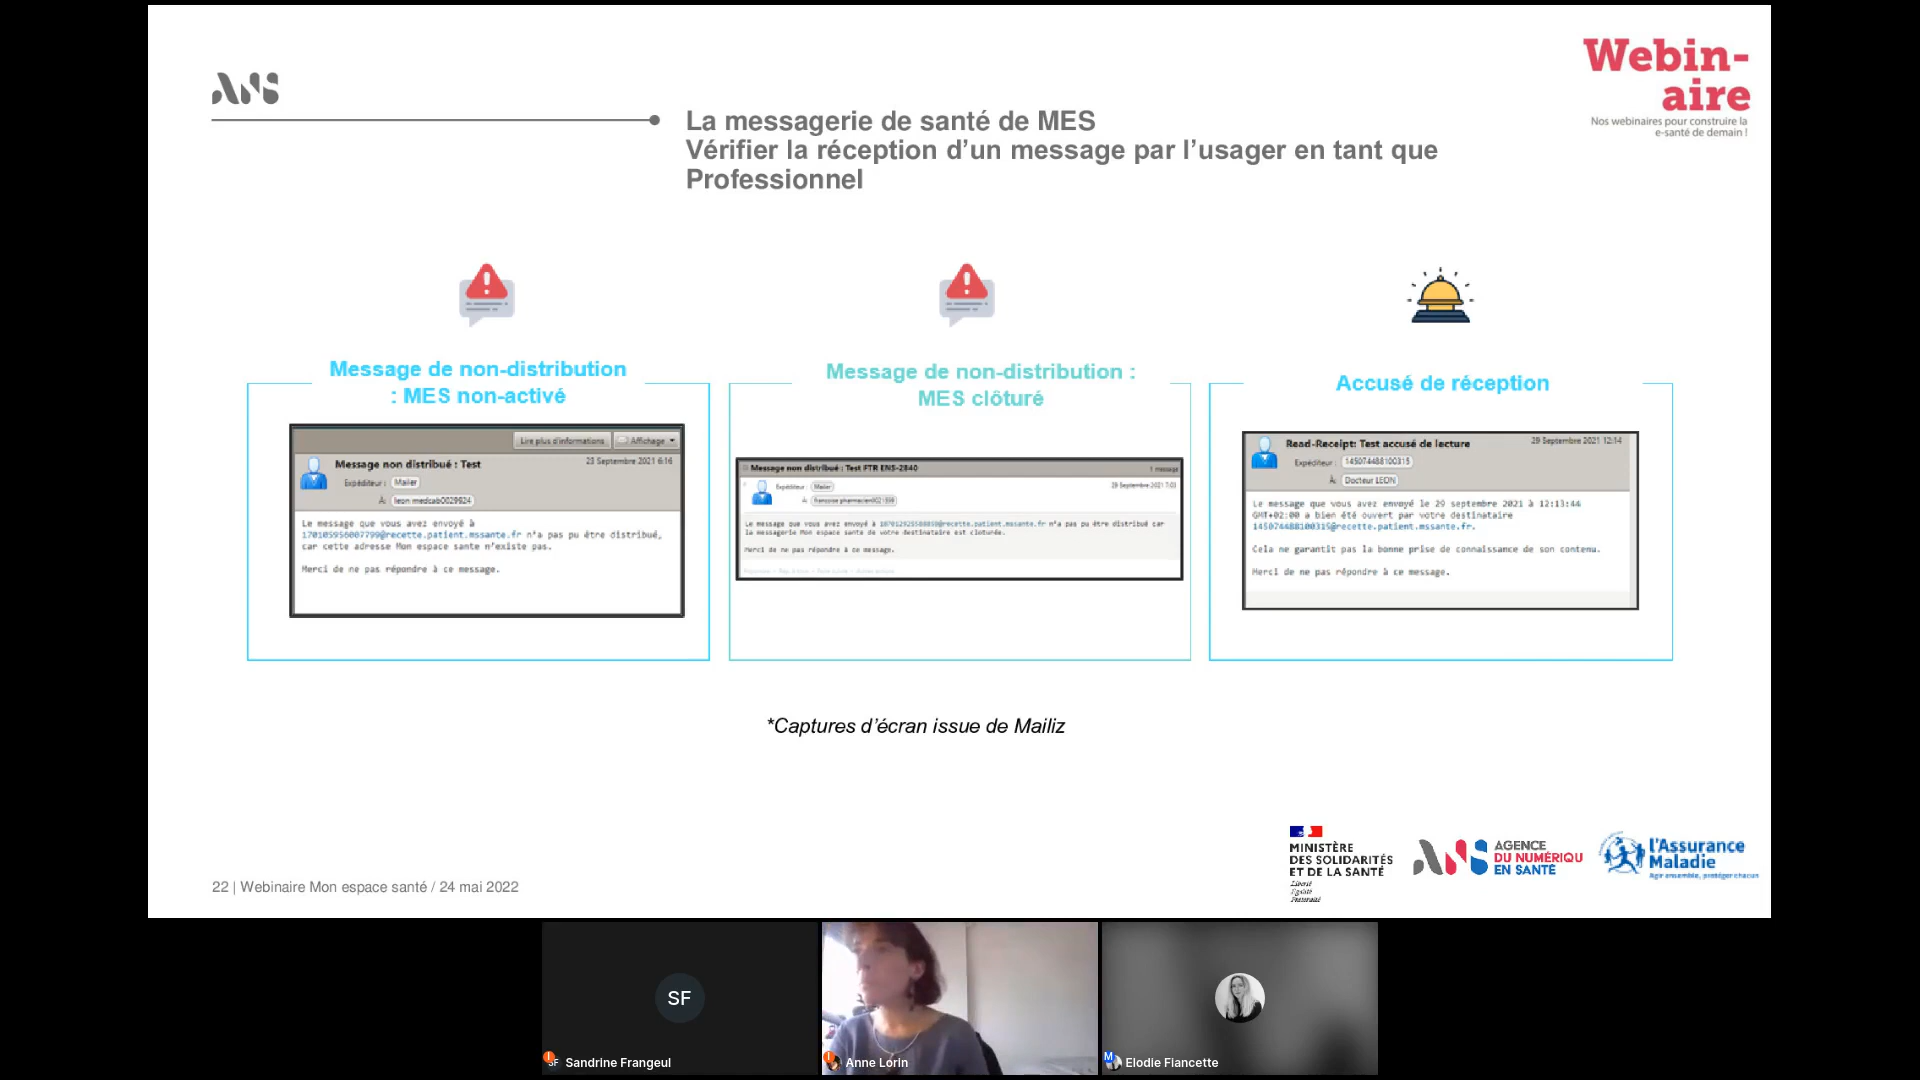 ANS
Webin-
aire
Nos webinaires pour construire la
e-santé de demain !
La messagerie de santé de MES
Vérifier la réception d’un message par l’usager en tant que
Professionnel
Message de non-distribution
: MES non-activé
Lire plus d'informations Affichage
Message non distribué : Test 23 Septembre 2021 6:16
Expéditeur : Mailer
À: leon medcab0029924
Le message que vous avez envoyé à
170105956007799@recette.patient.mssante.fr n'a pas pu être distribué,
car cette adresse Mon espace sante n'existe pas.
Merci de ne pas répondre à ce message.
Message de non-distribution :
MES clôturé
Message non distribué : Test FTR ENS-2840 1 message
Expéditeur : Mailer 29 Septembre 2021 7:03
À:
Le message que vous avez envoyé à @recette.patient.mssante.fr n'a pas pu être distribué car
la messagerie Mon espace sante de votre destinataire est cloturée.
Merci de ne pas répondre à ce message.
Accusé de réception
Read-Receipt: Test accusé de lecture 29 Septembre 2021 12:14
Expéditeur : 145074488100315
À: Docteur LEON
Le message que vous avez envoyé le 29 septembre 2021 à 12:13:44
GMT+02:00 a bien été ouvert par votre destinataire
145074488100315@recette.patient.mssante.fr.
Cela ne garantit pas la bonne prise de connaissance de son contenu.
Merci de ne pas répondre à ce message.
*Captures d’écran issue de Mailiz
22 | Webinaire Mon espace santé / 24 mai 2022
MINISTÈRE
DES SOLIDARITÉS
ET DE LA SANTÉ
Liberté
Égalité
Fraternité
ANS
AGENCE
DU NUMÉRIQU
EN SANTÉ
l'Assurance
Maladie
Agir ensemble, protéger chacun
SF
SF Sandrine Frangeul
Anne Lorin
M Elodie Fiancette